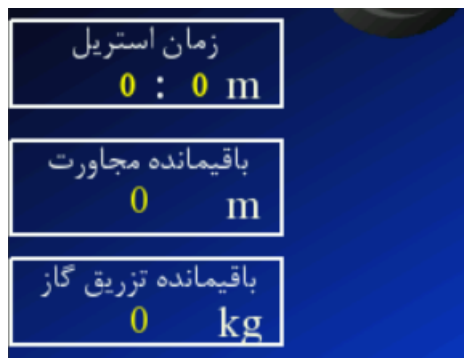 زمان استریل
0 : 0 m
باقیمانده مجاورت
0 m
باقیمانده تزریق گاز
0 kg